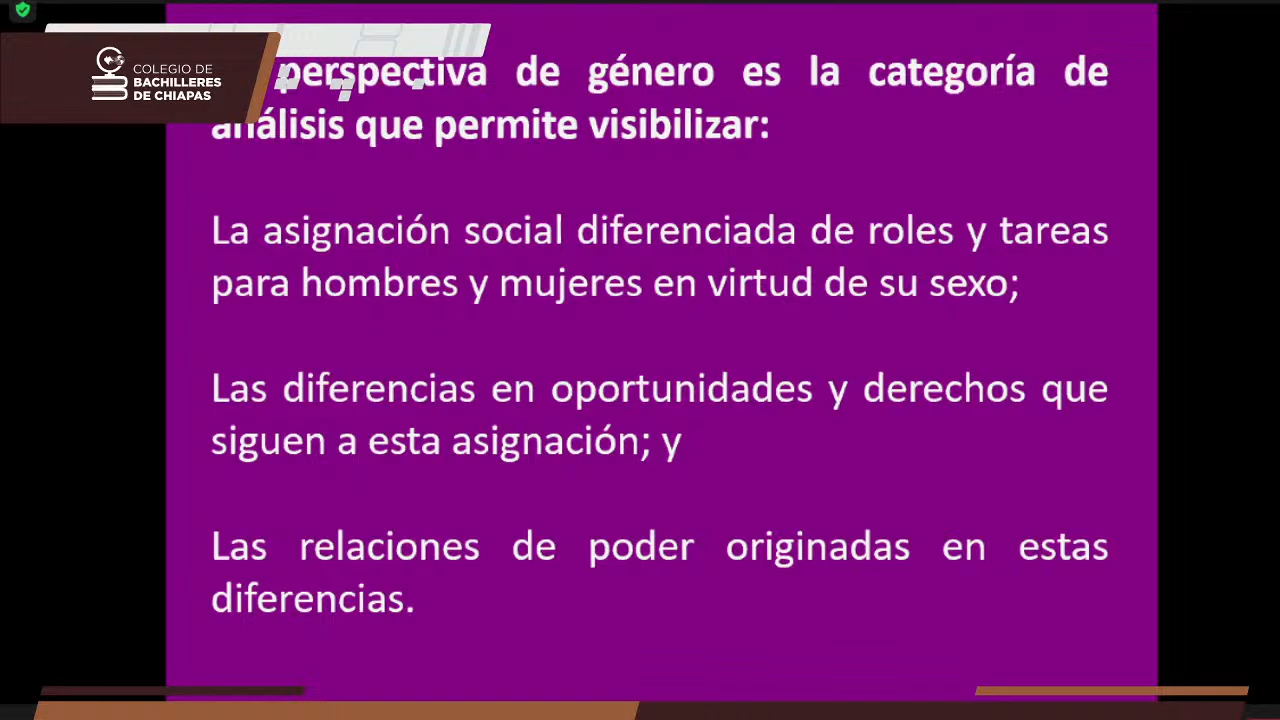 COLEGIO DE
BACHILLERES
DE CHIAPAS
perspectiva de género es la categoría de
análisis que permite visibilizar:
La asignación social diferenciada de roles y tareas
para hombres y mujeres en virtud de su sexo;
Las diferencias en oportunidades y derechos que
siguen a esta asignación; y
Las relaciones de poder originadas en estas
diferencias.